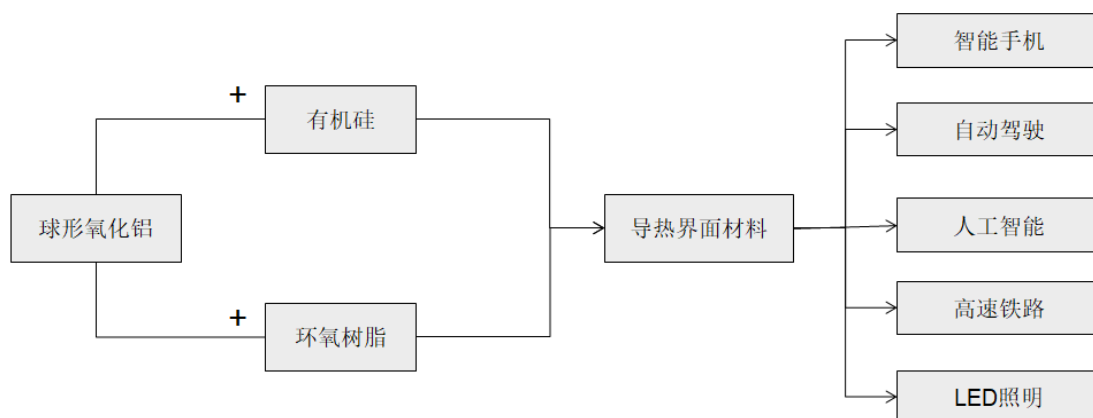 智能手机
+
有机硅
自动驾驶
球形氧化铝
导热界面材料
人工智能
+
环氧树脂
高速铁路
LED照明